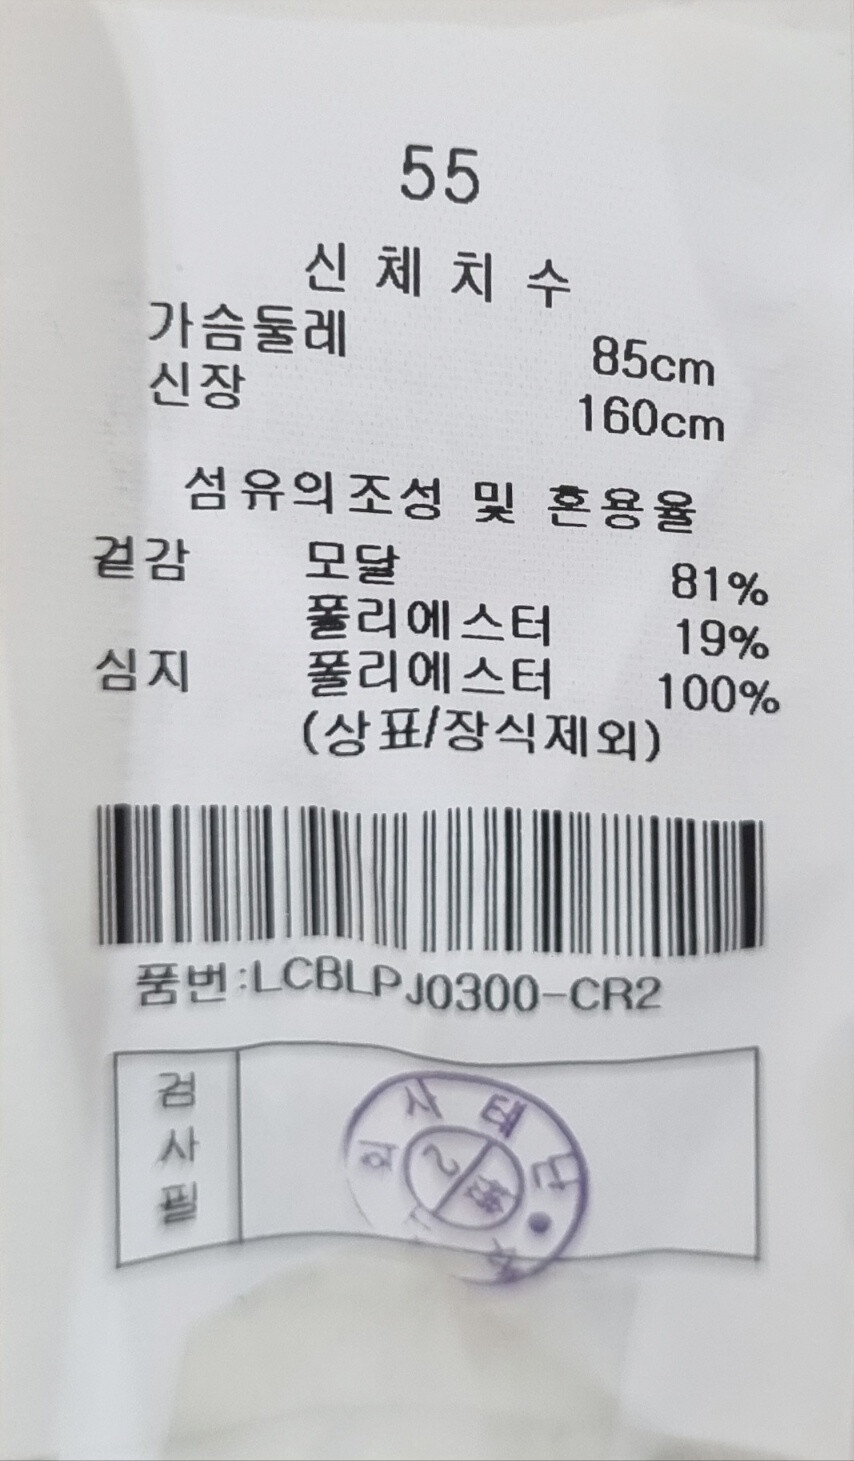 55
신체치수
가슴둘레 85cm
신장 160cm
섬유의조성 및 혼용율
겉감 모달 81%
폴리에스터 19%
심지 폴리에스터 100%
(상표/장식제외)
품번:LCBLPJ0300-CR2
검사필